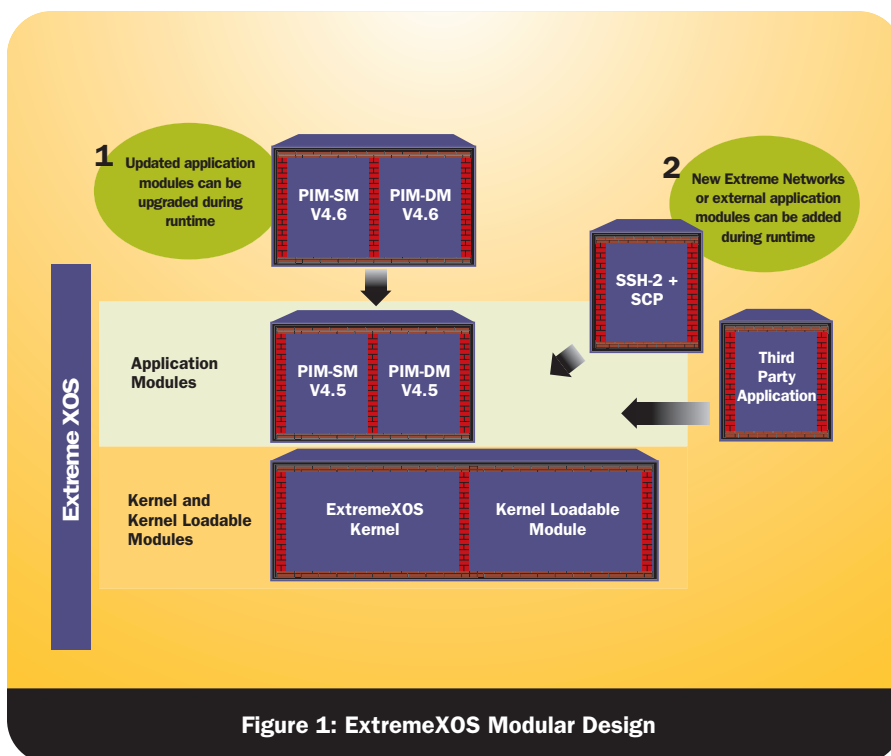 1
Updated application
modules can be
upgraded during
runtime
PIM-SM
V4.6
PIM-DM
V4.6
2
New Extreme Networks
or external application
modules can be added
during runtime
SSH-2 +
SCP
Third
Party
Application
Extreme XOS
Application
Modules
PIM-SM
V4.5
PIM-DM
V4.5
Kernel and
Kernel Loadable
Modules
ExtremeXOS
Kernel
Kernel Loadable
Module
Figure 1: ExtremeXOS Modular Design